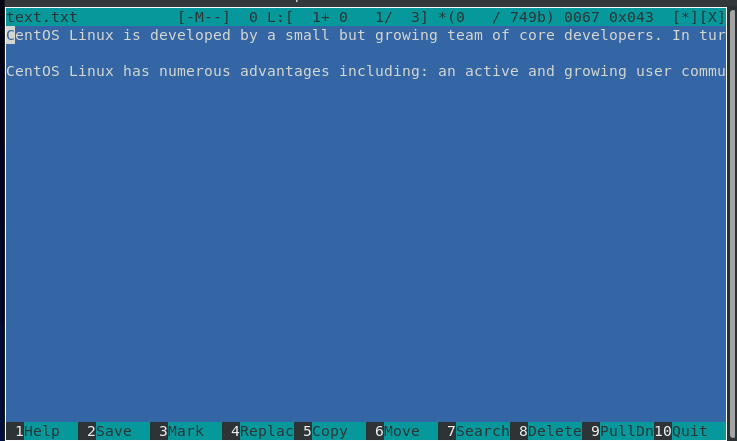 text.txt [-M--] 0 L:[ 1+ 0 1/ 3] *(0 / 749b) 0067 0x043 [*][X]
CentOS Linux is developed by a small but growing team of core developers. In tur
CentOS Linux has numerous advantages including: an active and growing user commu
1Help 2Save 3Mark 4Replac 5Copy 6Move 7Search 8Delete 9PullDn 10Quit